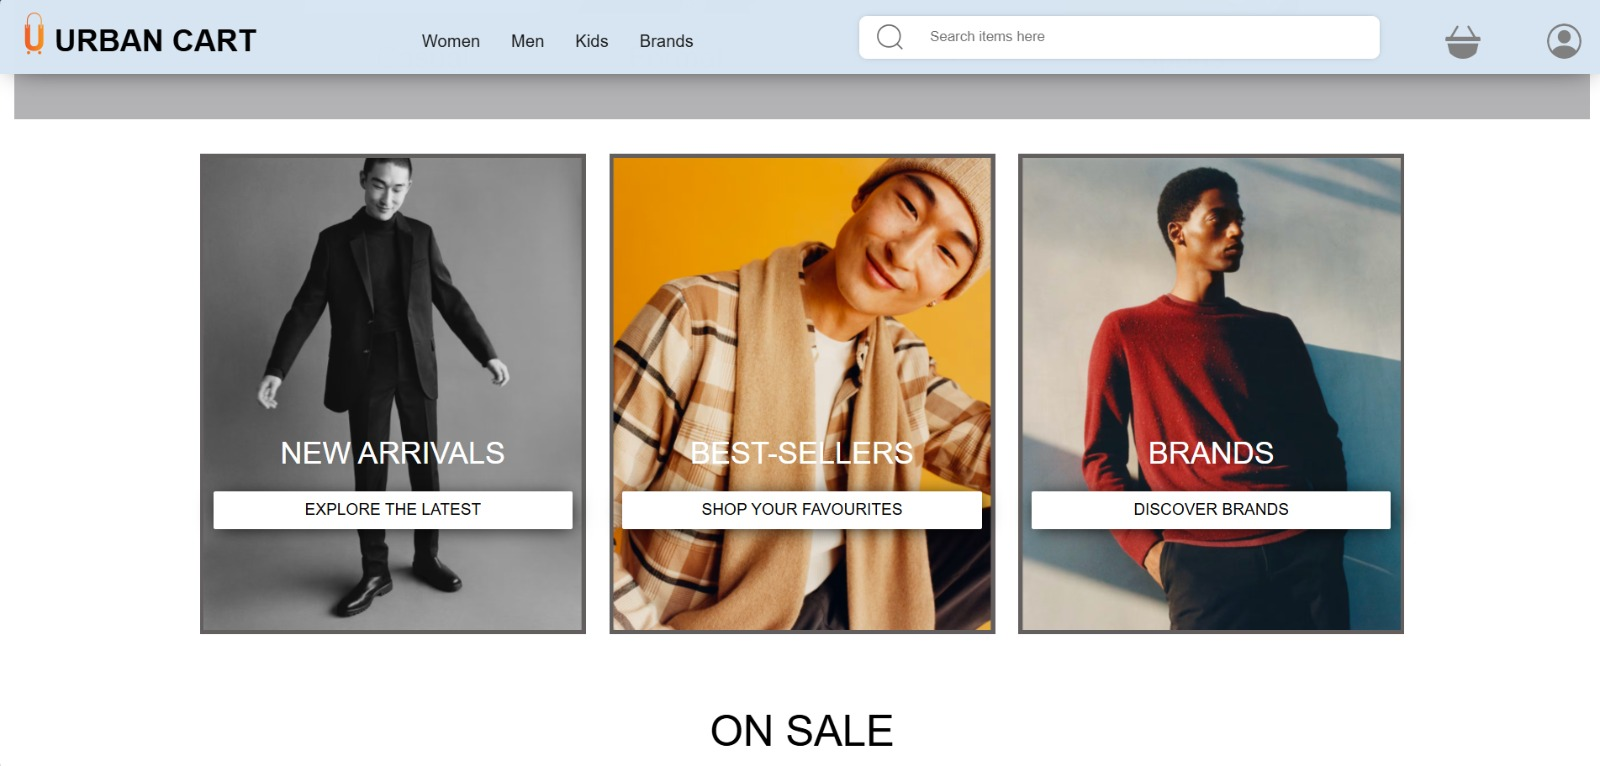 URBAN CART
Women Men Kids Brands
Search items here
NEW ARRIVALS
EXPLORE THE LATEST
BEST-SELLERS
SHOP YOUR FAVOURITES
BRANDS
DISCOVER BRANDS
ON SALE